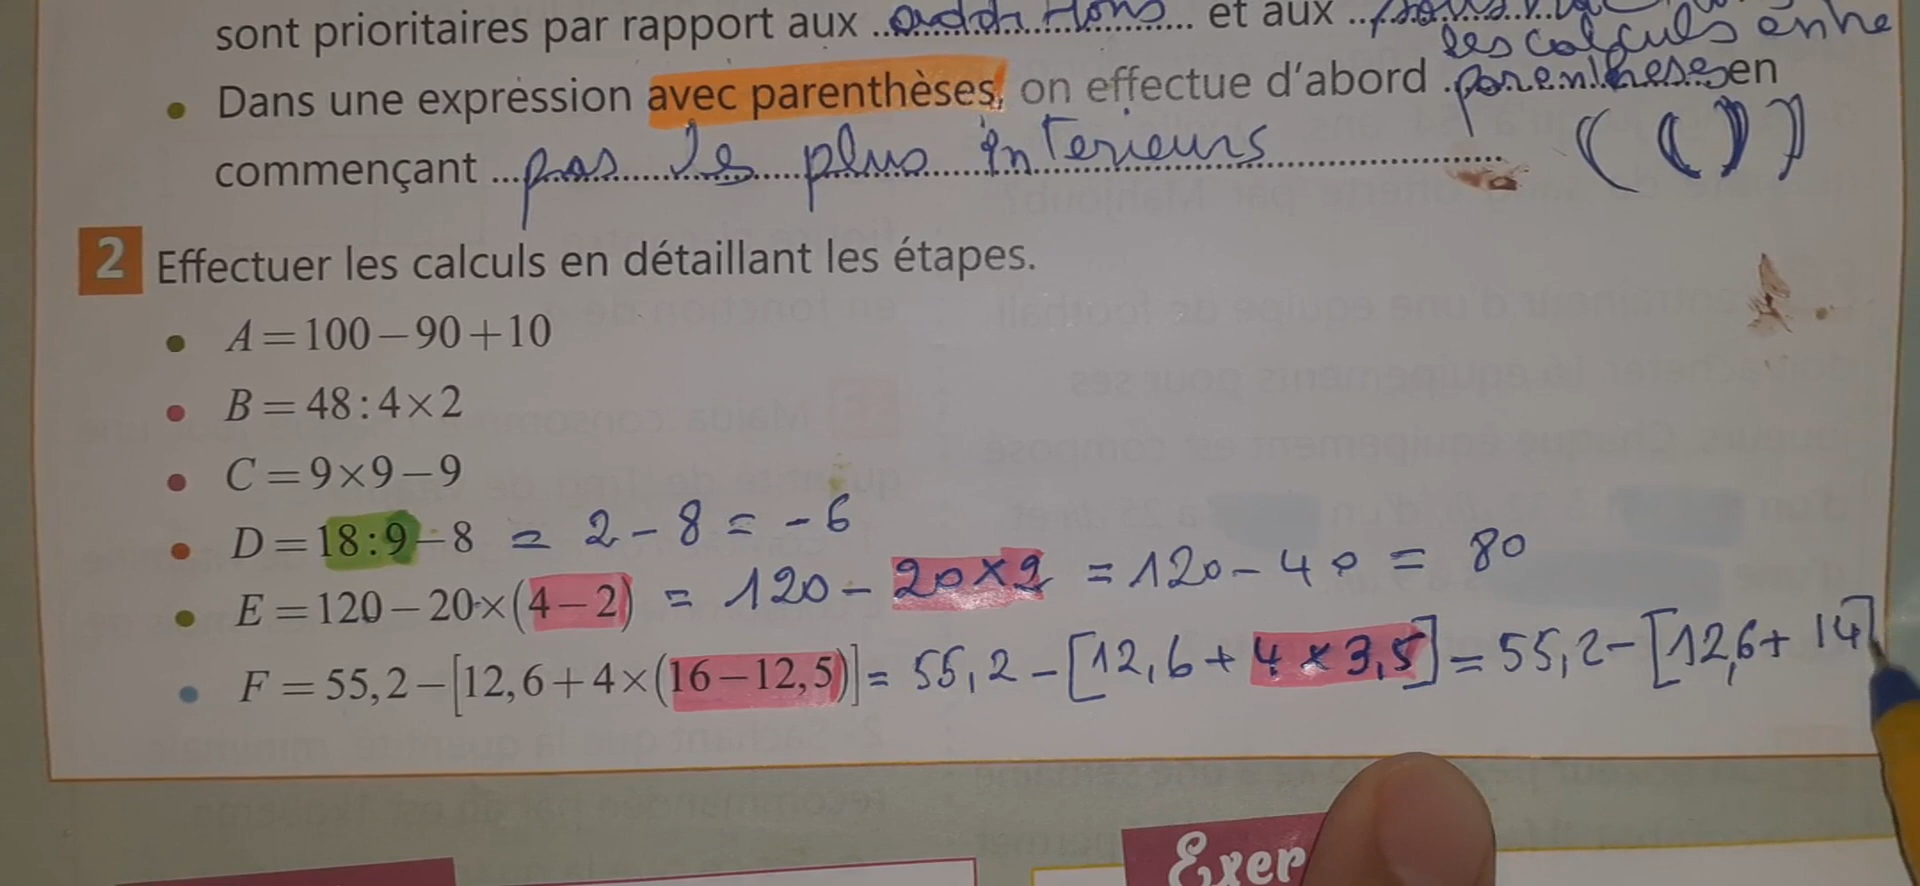 sont prioritaires par rapport aux additions et aux
les calculs entre
Dans une expression avec parenthèses, on effectue d'abord parenthèses en
commençant pas les plus interieurs ( ( ) )
2 Effectuer les calculs en détaillant les étapes.
A = 100 − 90 + 10
B = 48 : 4 × 2
C = 9 × 9 − 9
D = 18 : 9 − 8 = 2 - 8 = - 6
E = 120 − 20 × (4 − 2) = 120 - 20 × 2 = 120 - 40 = 80
F = 55,2 − [12,6 + 4 × (16 − 12,5)] = 55,2 - [12,6 + 4 × 3,5] = 55,2 - [12,6 + 14]
Exer